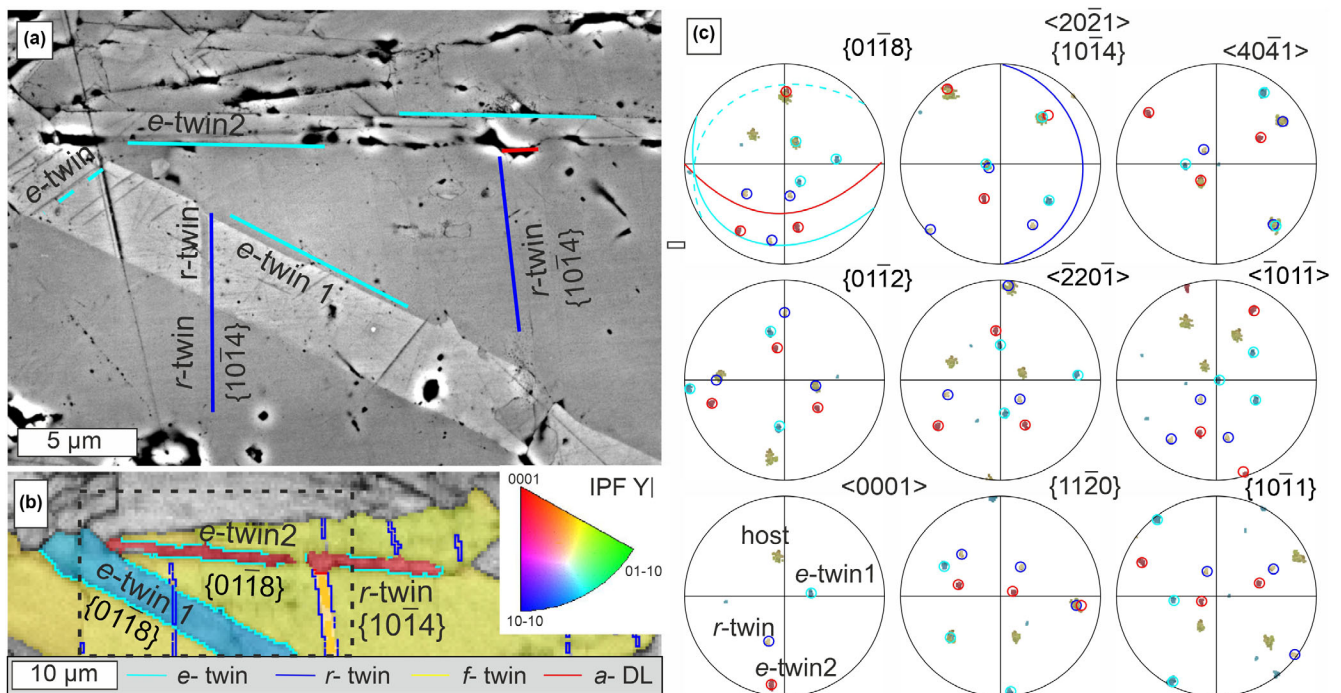 (a)
e-twin2
e-twin
r-twin
r-twin
{101̄4}
e-twin 1
r-twin
{101̄4}
5 μm
(b)
e-twin2
{011̄8}
e-twin 1
{011̄8}
r-twin
{101̄4}
0001
IPF Y|
01-10
10-10
10 μm
e- twin
r- twin
f- twin
a- DL
(c)
{011̄8}
<202̄1>
{101̄4}
<404̄1>
{011̄2}
<2̄201̄>
<1̄011̄>
<0001>
{112̄0}
{101̄1}
host
e-twin1
r-twin
e-twin2